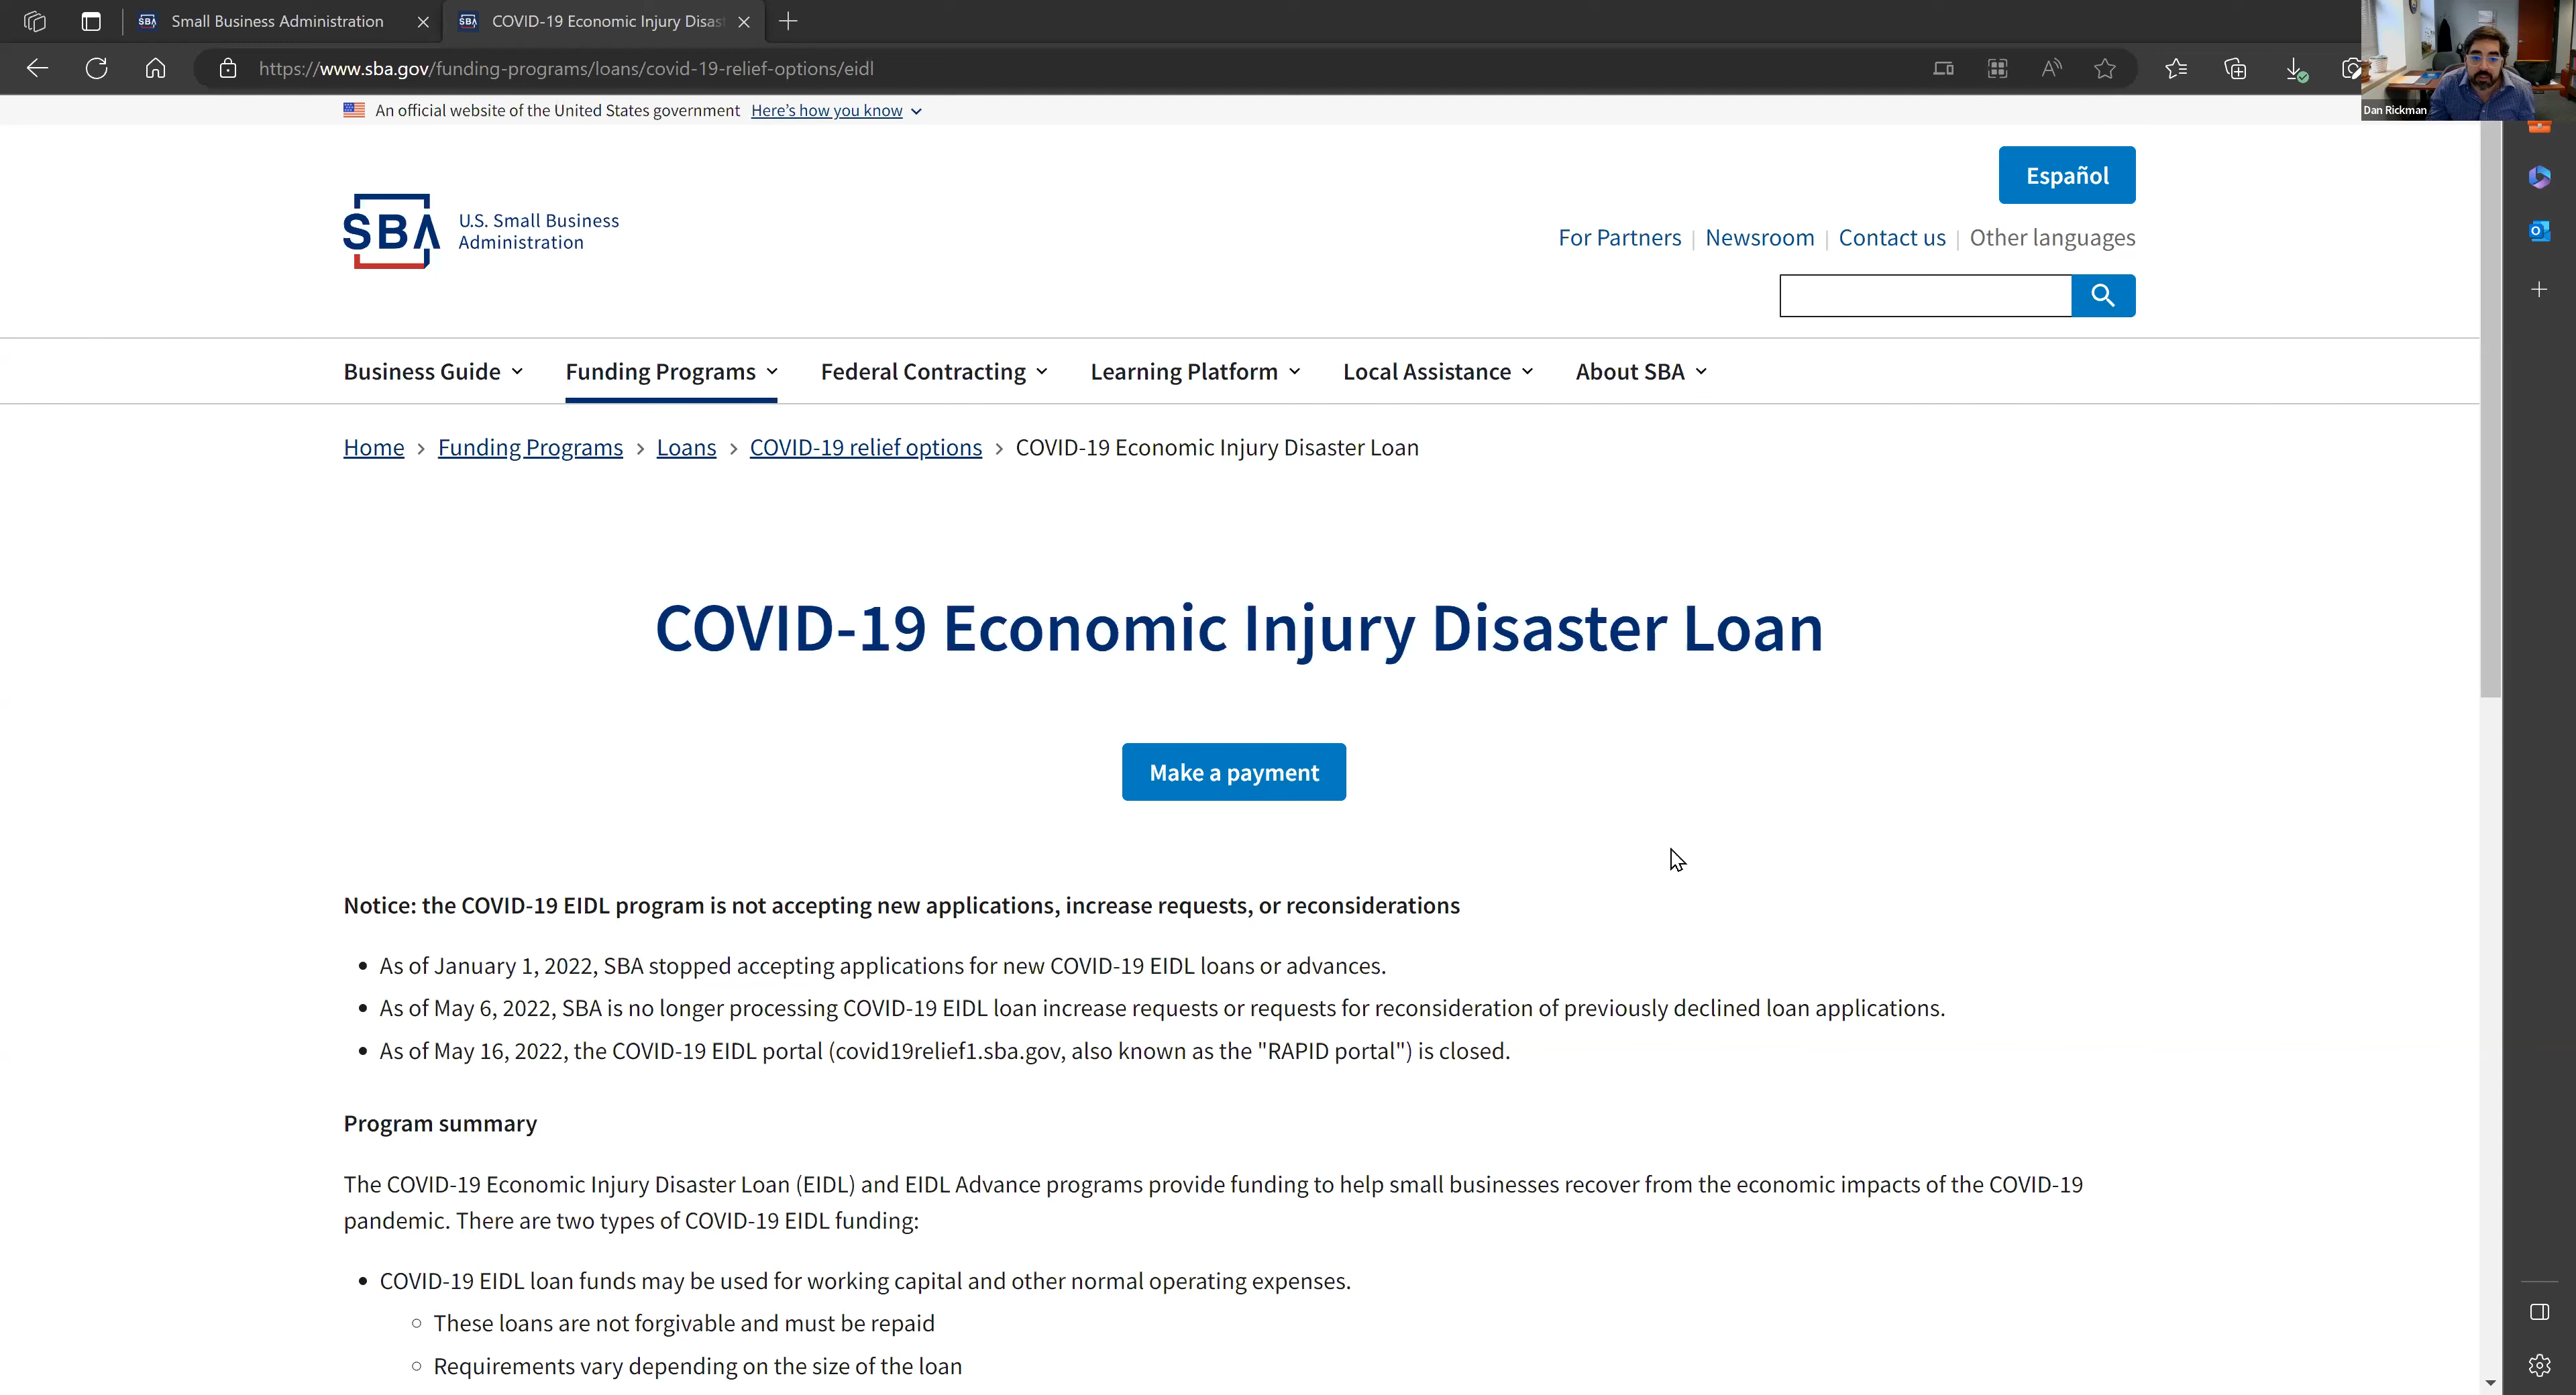 SBA Small Business Administration
SBA COVID-19 Economic Injury Disast
https://www.sba.gov/funding-programs/loans/covid-19-relief-options/eidl
Dan Rickman
An official website of the United States government Here's how you know
Español
SBA
U.S. Small Business
Administration
For Partners | Newsroom | Contact us | Other languages
Business Guide Funding Programs Federal Contracting Learning Platform Local Assistance About SBA
Home > Funding Programs > Loans > COVID-19 relief options > COVID-19 Economic Injury Disaster Loan
COVID-19 Economic Injury Disaster Loan
Make a payment
Notice: the COVID-19 EIDL program is not accepting new applications, increase requests, or reconsiderations
• As of January 1, 2022, SBA stopped accepting applications for new COVID-19 EIDL loans or advances.
• As of May 6, 2022, SBA is no longer processing COVID-19 EIDL loan increase requests or requests for reconsideration of previously declined loan applications.
• As of May 16, 2022, the COVID-19 EIDL portal (covid19relief1.sba.gov, also known as the "RAPID portal") is closed.
Program summary
The COVID-19 Economic Injury Disaster Loan (EIDL) and EIDL Advance programs provide funding to help small businesses recover from the economic impacts of the COVID-19
pandemic. There are two types of COVID-19 EIDL funding:
• COVID-19 EIDL loan funds may be used for working capital and other normal operating expenses.
○ These loans are not forgivable and must be repaid
○ Requirements vary depending on the size of the loan